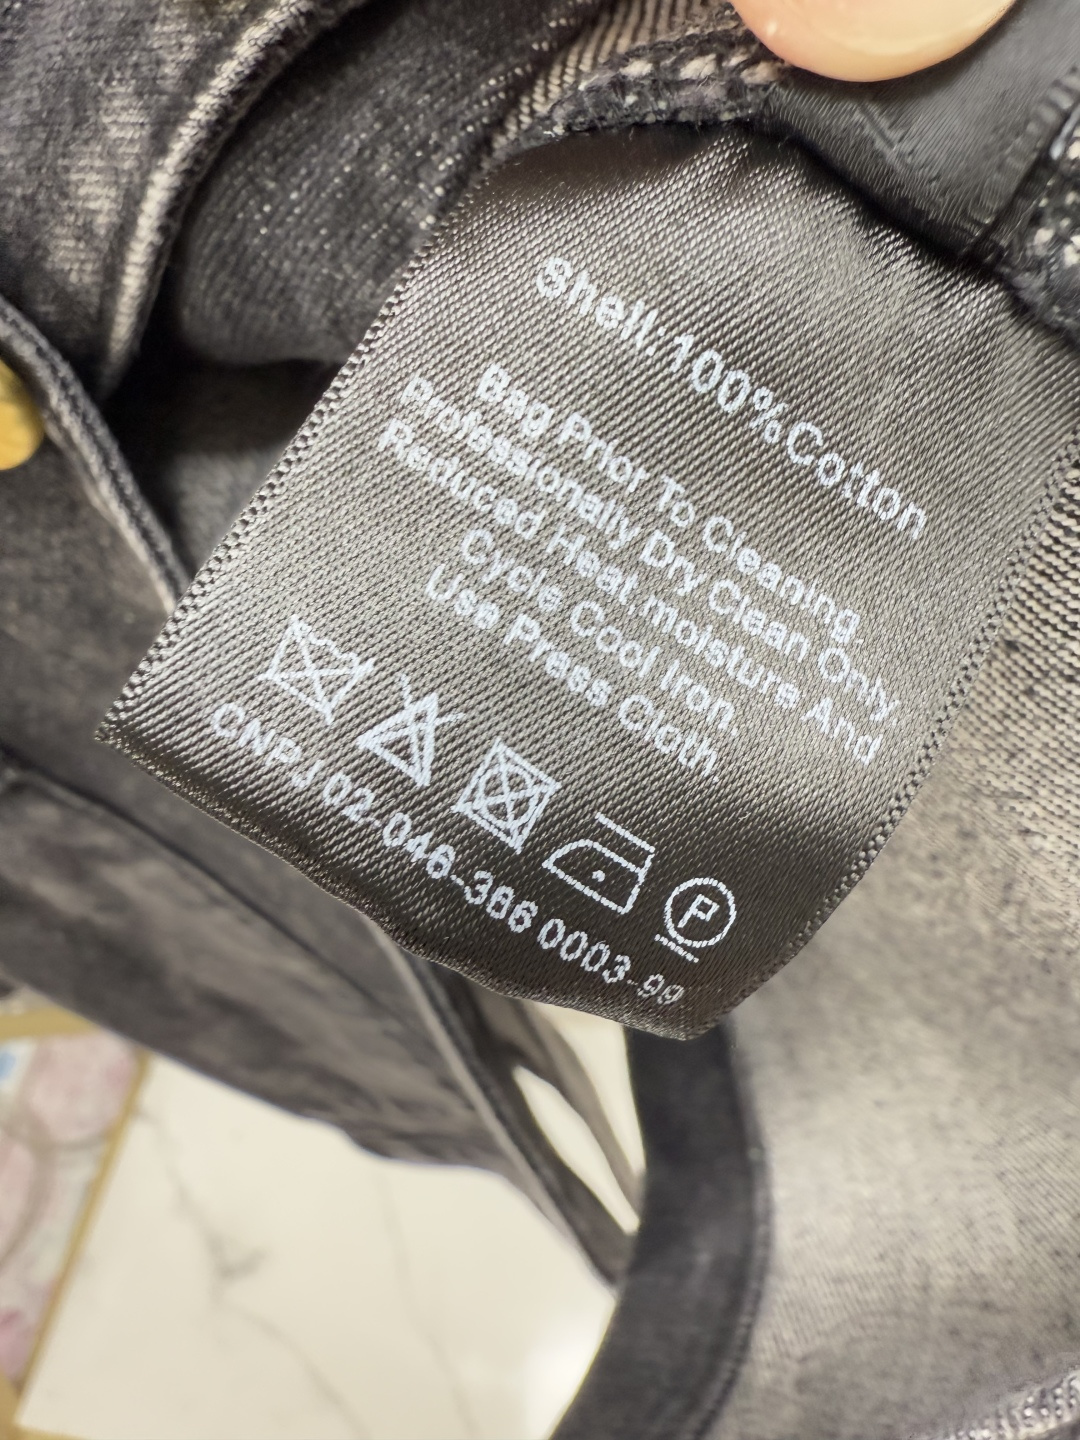 Shell:100%Cotton
Bag Prior To Cleaning,
Professionally Dry Clean Only,
Reduced Heat,moisture And
Cycle Cool Iron,
Use Press Cloth.
P
CNPJ 02.046-366 0003-99